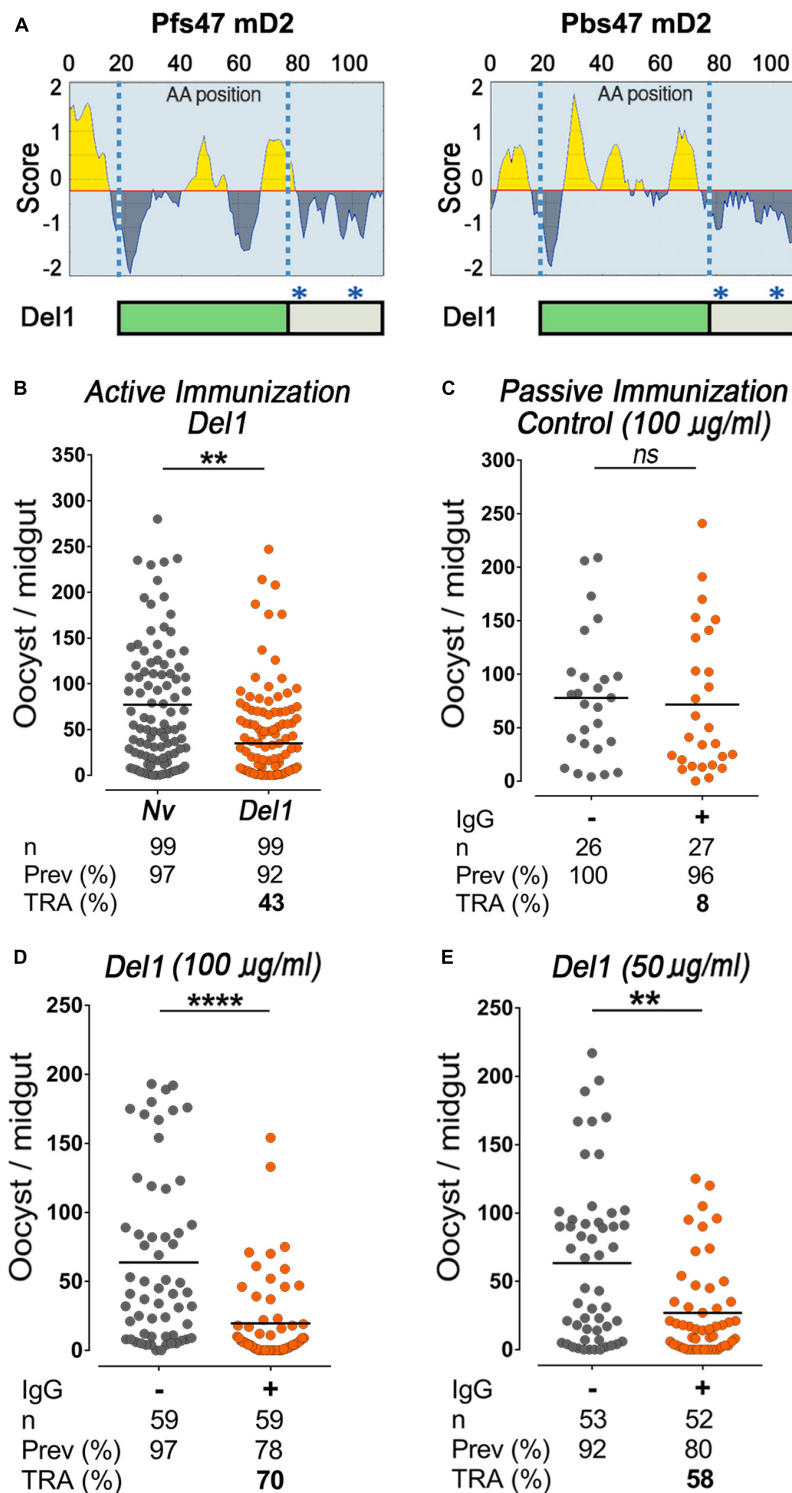 A
Pfs47 mD2
Pbs47 mD2
0 20 40 60 80 100
0 20 40 60 80 100
AA position
AA position
Score
2
1
0
-1
-2
Score
2
1
0
-1
-2
* *
* *
Del1
Del1
B
Active Immunization
Del1
**
Oocyst / midgut
350
300
250
200
150
100
50
0
Nv Del1
n 99 99
Prev (%) 97 92
TRA (%) 43
C
Passive Immunization
Control (100 µg/ml)
ns
Oocyst / midgut
300
250
200
150
100
50
0
IgG - +
n 26 27
Prev (%) 100 96
TRA (%) 8
D
Del1 (100 µg/ml)
****
Oocyst / midgut
250
200
150
100
50
0
IgG - +
n 59 59
Prev (%) 97 78
TRA (%) 70
E
Del1 (50 µg/ml)
**
Oocyst / midgut
250
200
150
100
50
0
IgG - +
n 53 52
Prev (%) 92 80
TRA (%) 58